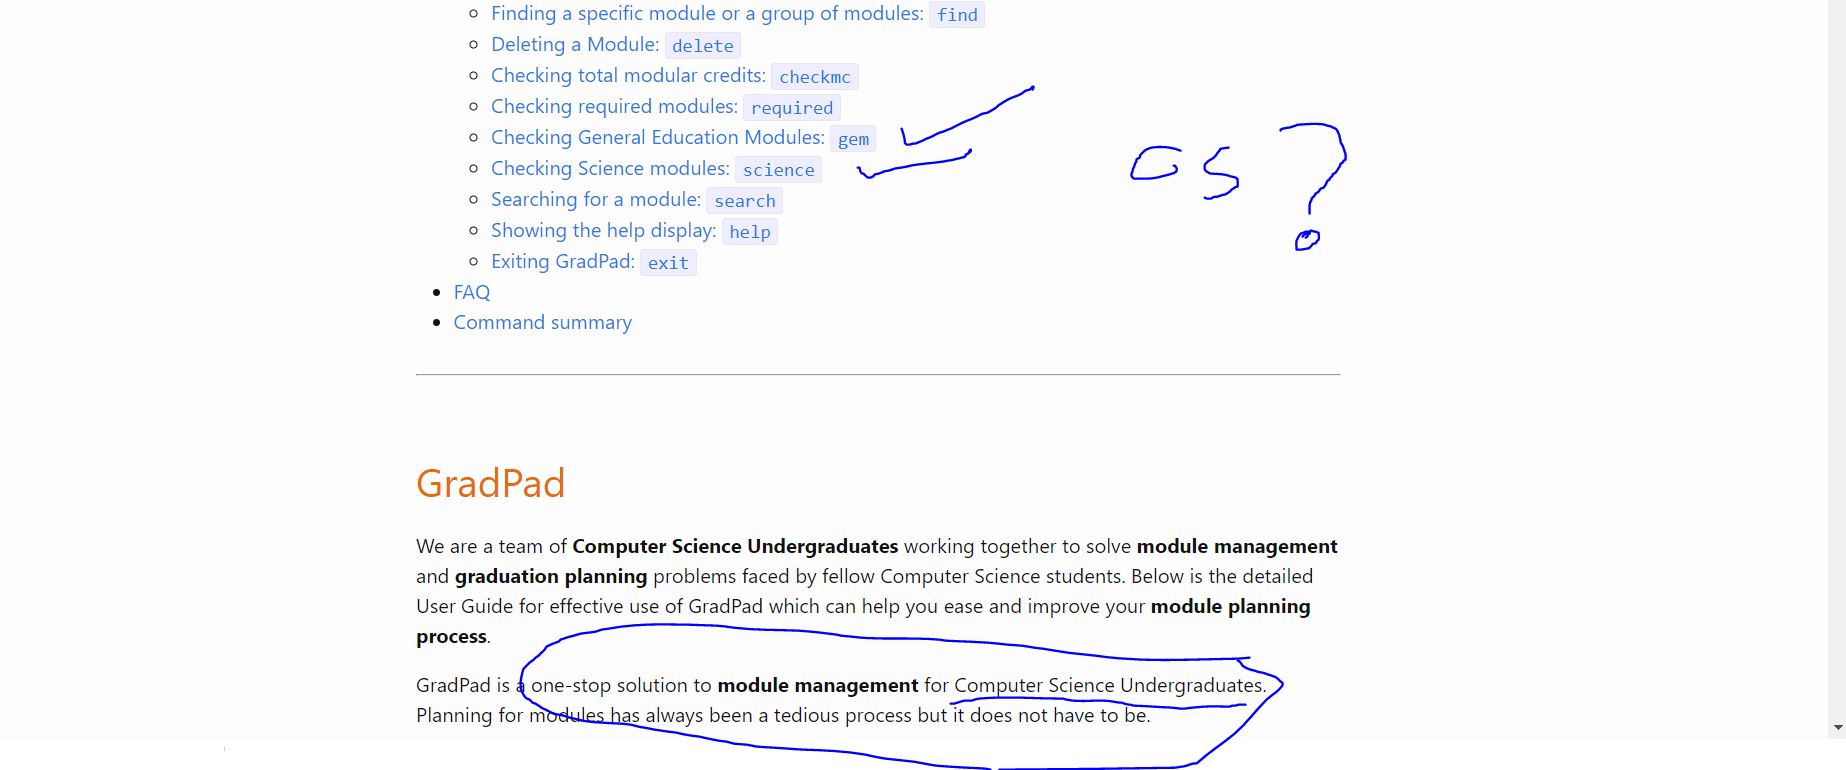 Finding a specific module or a group of modules: find
Deleting a Module: delete
Checking total modular credits: checkmc
Checking required modules: required
Checking General Education Modules: gem
Checking Science modules: science
cs?
Searching for a module: search
Showing the help display: help
Exiting GradPad: exit
FAQ
Command summary
GradPad
We are a team of Computer Science Undergraduates working together to solve module management
and graduation planning problems faced by fellow Computer Science students. Below is the detailed
User Guide for effective use of GradPad which can help you ease and improve your module planning
process.
GradPad is a one-stop solution to module management for Computer Science Undergraduates.
Planning for modules has always been a tedious process but it does not have to be.